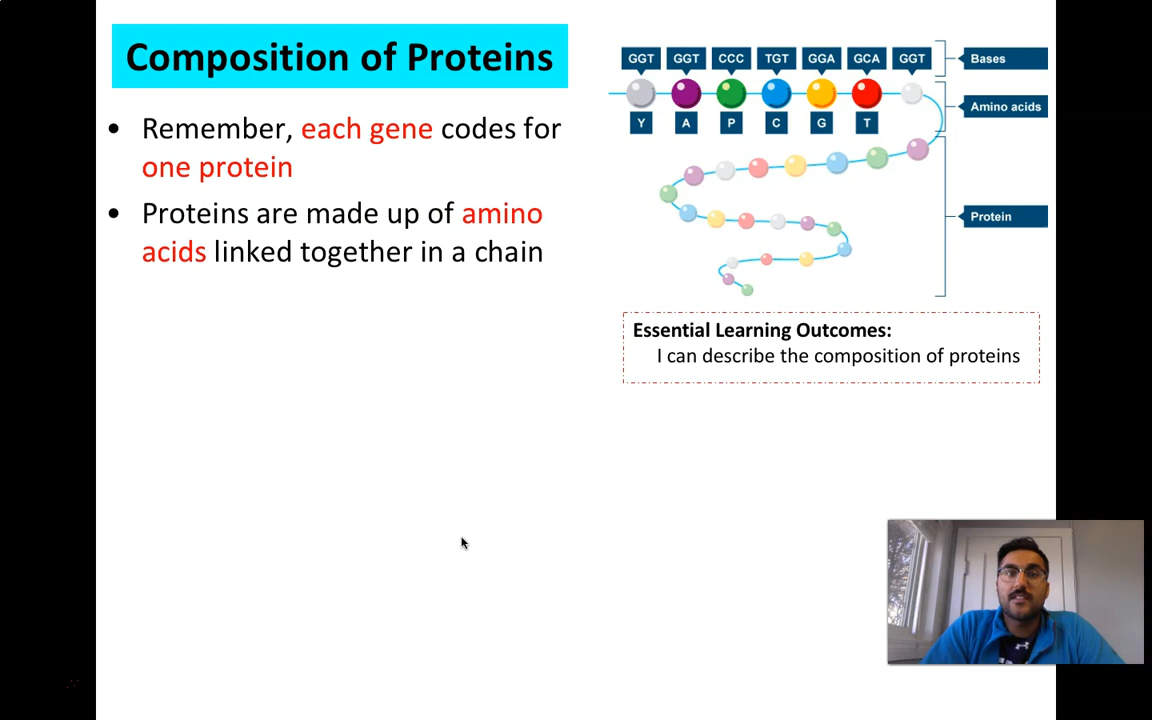 Composition of Proteins
• Remember, each gene codes for
one protein
• Proteins are made up of amino
acids linked together in a chain
GGT GGT CCC TGT GGA GCA GGT
Bases
Amino acids
Y A P C G T
Protein
Essential Learning Outcomes:
I can describe the composition of proteins